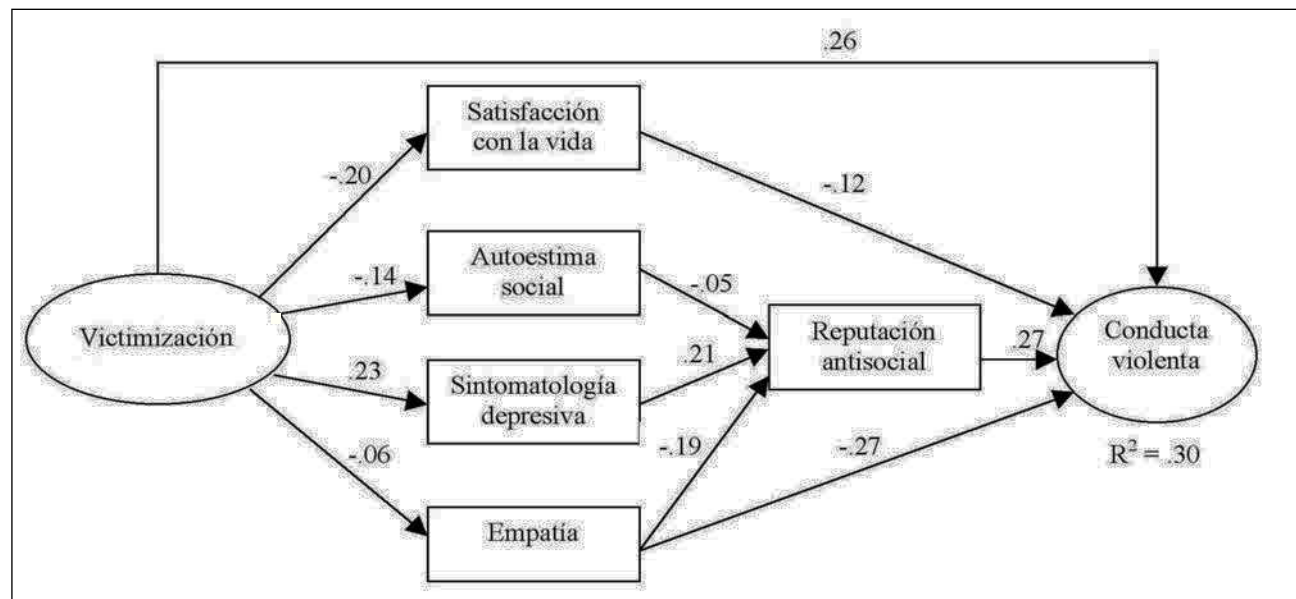 .26
Satisfacción
con la vida
-.20
-.12
Autoestima
social
-.14
-.05
Victimización
Reputación
antisocial
.27
Conducta
violenta
.23
Sintomatología
depresiva
.21
-.06
-.19
-.27
R² = .30
Empatía